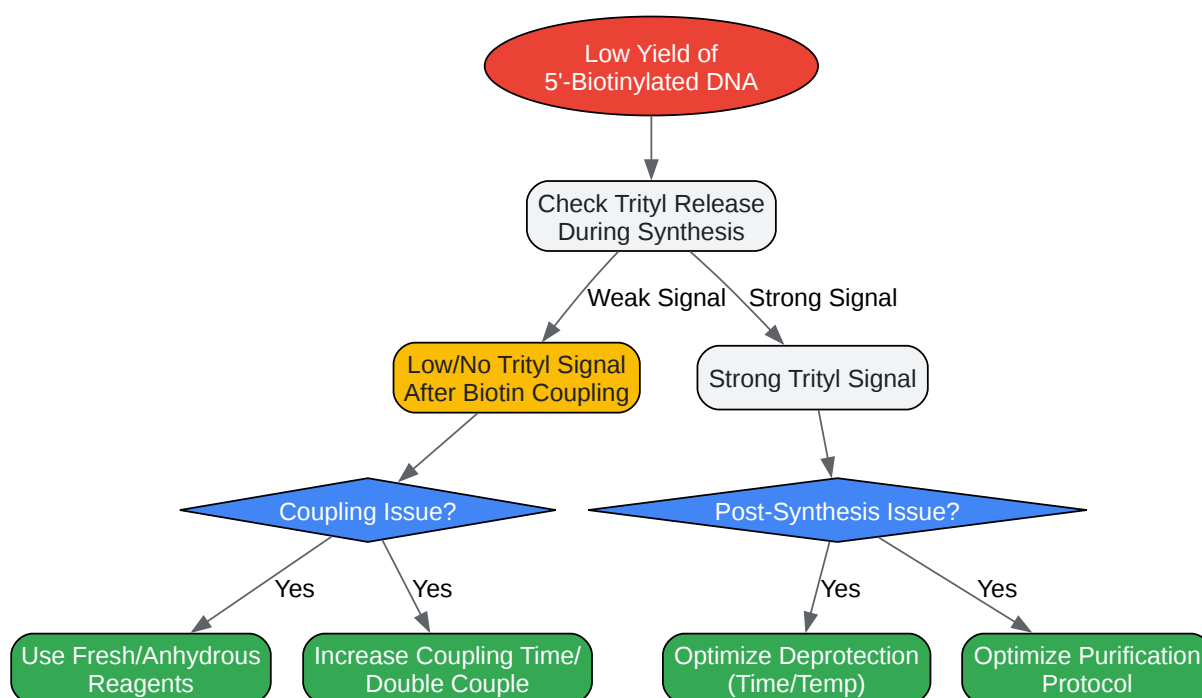 Low Yield of
5'-Biotinylated DNA
Check Trityl Release
During Synthesis
Weak Signal
Strong Signal
Low/No Trityl Signal
After Biotin Coupling
Strong Trityl Signal
Coupling Issue?
Post-Synthesis Issue?
Yes
Yes
Yes
Yes
Use Fresh/Anhydrous
Reagents
Increase Coupling Time/
Double Couple
Optimize Deprotection
(Time/Temp)
Optimize Purification
Protocol